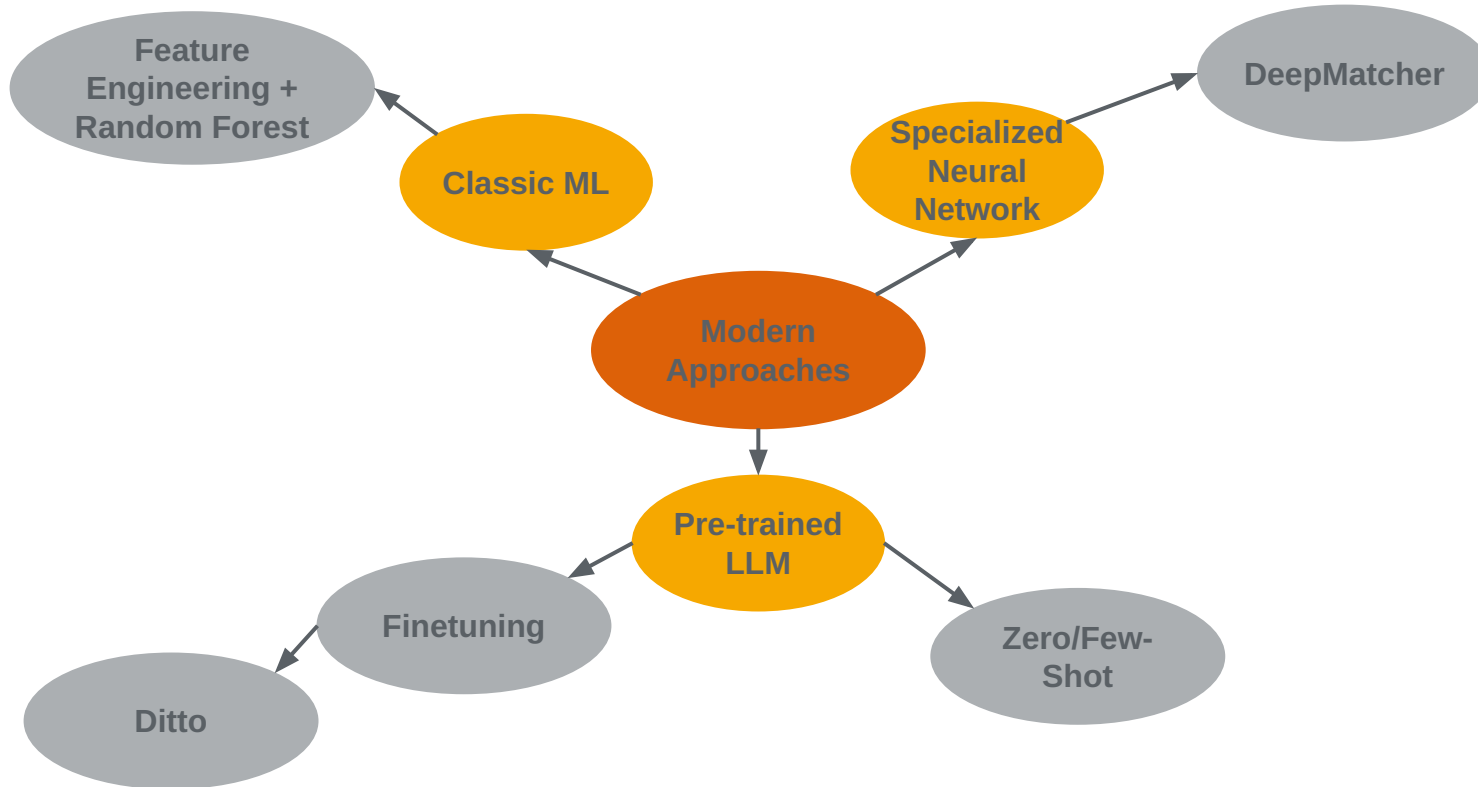 Feature
Engineering +
Random Forest
DeepMatcher
Specialized
Neural
Network
Classic ML
Modern
Approaches
Pre-trained
LLM
Finetuning
Zero/Few-
Shot
Ditto